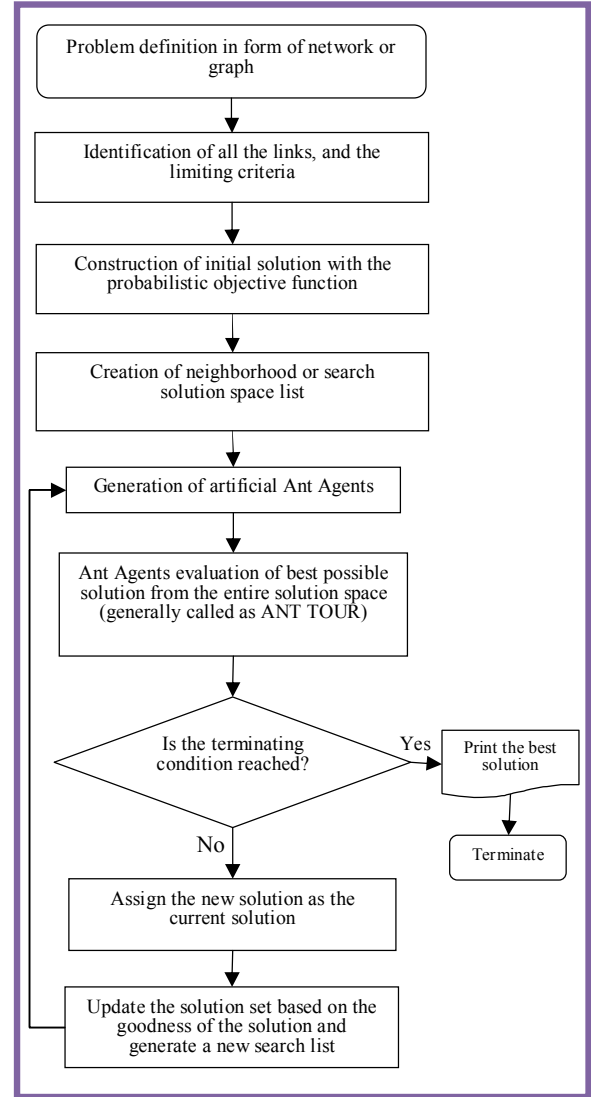 Problem definition in form of network or
graph
Identification of all the links, and the
limiting criteria
Construction of initial solution with the
probabilistic objective function
Creation of neighborhood or search
solution space list
Generation of artificial Ant Agents
Ant Agents evaluation of best possible
solution from the entire solution space
(generally called as ANT TOUR)
Is the terminating
condition reached?
Yes
Print the best
solution
Terminate
No
Assign the new solution as the
current solution
Update the solution set based on the
goodness of the solution and
generate a new search list